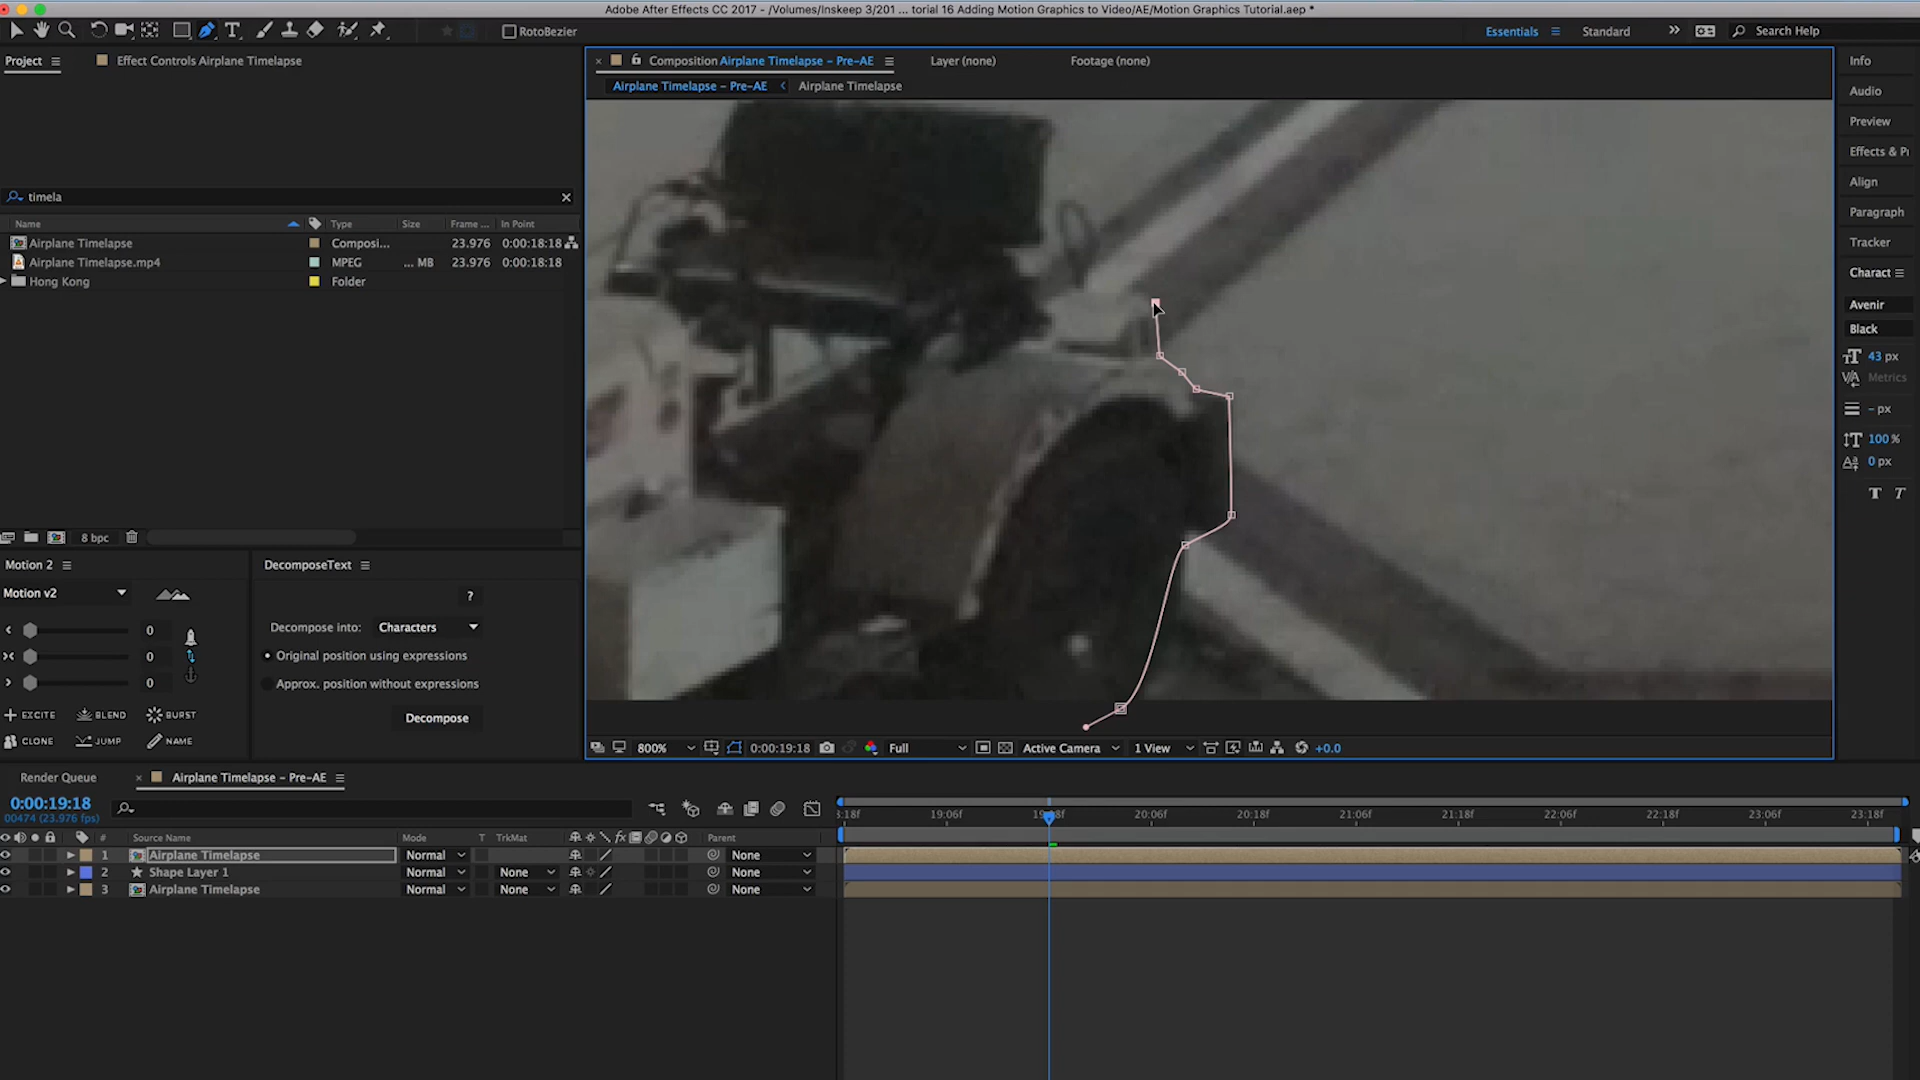 Adobe After Effects CC 2017 - /Volumes/Inskeep 3/201 ... torial 16 Adding Motion Graphics to Video/AE/Motion Graphics Tutorial.aep *
RotoBezier
Essentials
Standard
Search Help
Project
Effect Controls Airplane Timelapse
Composition Airplane Timelapse – Pre-AE
Layer (none)
Footage (none)
Airplane Timelapse – Pre-AE
Airplane Timelapse
Info
Audio
Preview
Effects & Pr
Align
Paragraph
Tracker
Charact
Avenir
Black
43 px
Metrics
- px
100 %
0 px
T T
timela
Name Type Size Frame ... In Point
Airplane Timelapse Composi... 23.976 0:00:18:18
Airplane Timelapse.mp4 MPEG ... MB 23.976 0:00:18:18
Hong Kong Folder
8 bpc
Motion 2
DecomposeText
Motion v2
?
Decompose into: Characters
Original position using expressions
Approx. position without expressions
Decompose
0
0
0
EXCITE BLEND BURST
CLONE JUMP NAME
800% 0:00:19:18 Full Active Camera 1 View +0.0
Render Queue
Airplane Timelapse – Pre-AE
0:00:19:18
00474 (23.976 fps)
# Source Name Mode T TrkMat Parent
1 Airplane Timelapse Normal None
2 Shape Layer 1 Normal None None
3 Airplane Timelapse Normal None None
19:06f 20:06f 20:18f 21:06f 21:18f 22:06f 22:18f 23:06f 23:18f